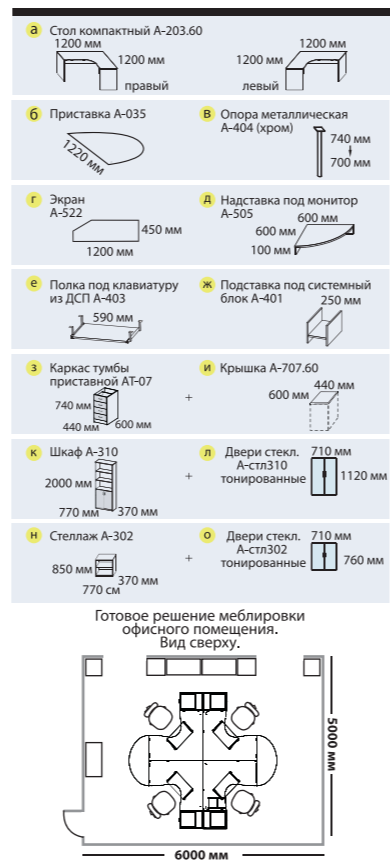 а Стол компактный А-203.60
1200 мм
1200 мм
правый
1200 мм
1200 мм
левый
б Приставка А-035
1220 мм
в Опора металлическая
А-404 (хром)
740 мм
700 мм
г Экран
А-522
450 мм
1200 мм
д Надставка под монитор
А-505
600 мм
600 мм
100 мм
е Полка под клавиатуру
из ДСП А-403
590 мм
ж Подставка под системный
блок А-401
250 мм
з Каркас тумбы
приставной АТ-07
740 мм
440 мм
600 мм
+
и Крышка А-707.60
440 мм
600 мм
к Шкаф А-310
2000 мм
770 мм
370 мм
+
л Двери стекл.
А-стл310
тонированные
710 мм
1120 мм
н Стеллаж А-302
850 мм
370 мм
770 см
+
о Двери стекл.
А-стл302
тонированные
710 мм
760 мм
Готовое решение меблировки
офисного помещения.
Вид сверху.
5000 мм
6000 мм